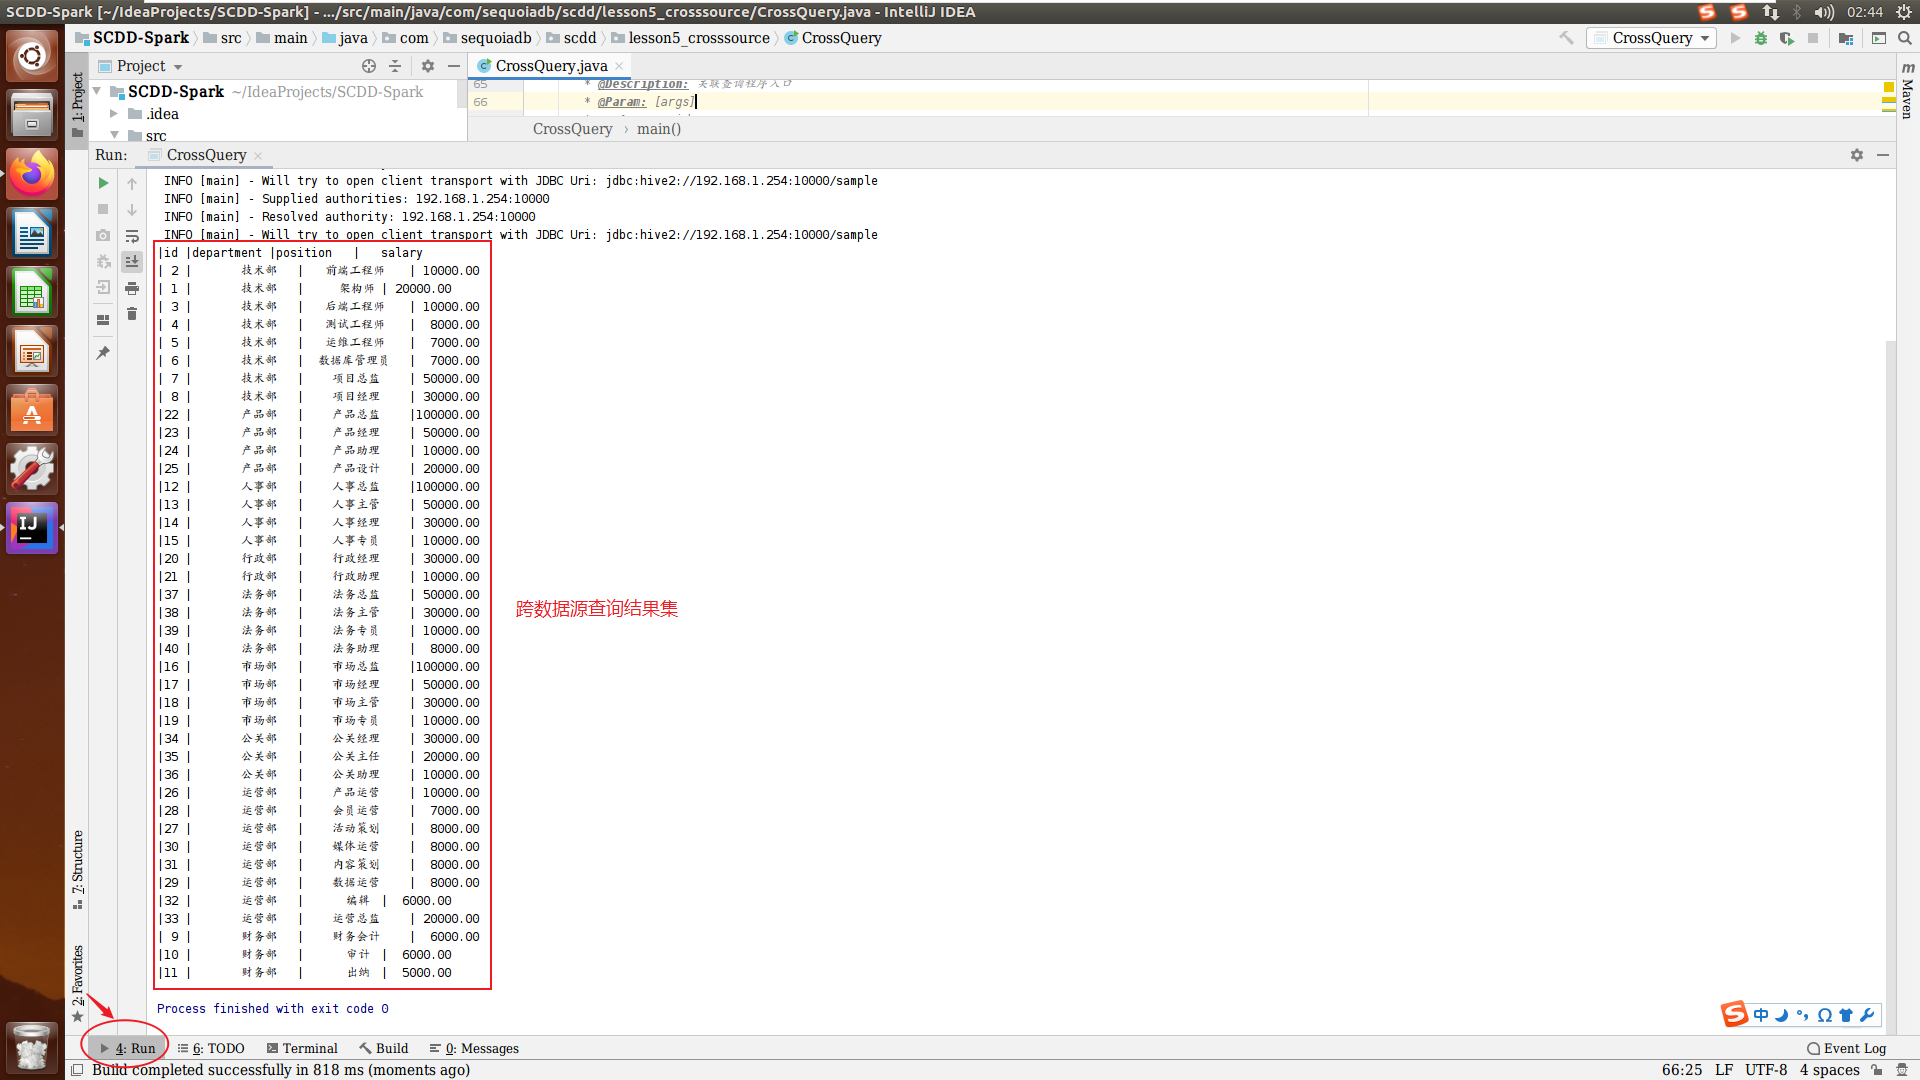 SCDD-Spark [~/IdeaProjects/SCDD-Spark] - .../src/main/java/com/sequoiadb/scdd/lesson5_crosssource/CrossQuery.java - IntelliJ IDEA
02:44
SCDD-Spark src main java com sequoiadb scdd lesson5_crosssource CrossQuery
CrossQuery
Project
CrossQuery.java
1: Project
SCDD-Spark ~/IdeaProjects/SCDD-Spark
.idea
src
65 * @Description: 关联查询程序入口
66 * @Param: [args]
CrossQuery › main()
m Maven
Run: CrossQuery
INFO [main] - Will try to open client transport with JDBC Uri: jdbc:hive2://192.168.1.254:10000/sample
INFO [main] - Supplied authorities: 192.168.1.254:10000
INFO [main] - Resolved authority: 192.168.1.254:10000
INFO [main] - Will try to open client transport with JDBC Uri: jdbc:hive2://192.168.1.254:10000/sample
|id |department |position | salary
| 2 | 技术部 | 前端工程师 | 10000.00
| 1 | 技术部 | 架构师 | 20000.00
| 3 | 技术部 | 后端工程师 | 10000.00
| 4 | 技术部 | 测试工程师 | 8000.00
| 5 | 技术部 | 运维工程师 | 7000.00
| 6 | 技术部 | 数据库管理员 | 7000.00
| 7 | 技术部 | 项目总监 | 50000.00
| 8 | 技术部 | 项目经理 | 30000.00
|22 | 产品部 | 产品总监 |100000.00
|23 | 产品部 | 产品经理 | 50000.00
|24 | 产品部 | 产品助理 | 10000.00
|25 | 产品部 | 产品设计 | 20000.00
|12 | 人事部 | 人事总监 |100000.00
|13 | 人事部 | 人事主管 | 50000.00
|14 | 人事部 | 人事经理 | 30000.00
|15 | 人事部 | 人事专员 | 10000.00
|20 | 行政部 | 行政经理 | 30000.00
|21 | 行政部 | 行政助理 | 10000.00
|37 | 法务部 | 法务总监 | 50000.00
|38 | 法务部 | 法务主管 | 30000.00
|39 | 法务部 | 法务专员 | 10000.00
|40 | 法务部 | 法务助理 | 8000.00
|16 | 市场部 | 市场总监 |100000.00
|17 | 市场部 | 市场经理 | 50000.00
|18 | 市场部 | 市场主管 | 30000.00
|19 | 市场部 | 市场专员 | 10000.00
|34 | 公关部 | 公关经理 | 30000.00
|35 | 公关部 | 公关主任 | 20000.00
|36 | 公关部 | 公关助理 | 10000.00
|26 | 运营部 | 产品运营 | 10000.00
|28 | 运营部 | 会员运营 | 7000.00
|27 | 运营部 | 活动策划 | 8000.00
|30 | 运营部 | 媒体运营 | 8000.00
|31 | 运营部 | 内容策划 | 8000.00
|29 | 运营部 | 数据运营 | 8000.00
|32 | 运营部 | 编辑 | 6000.00
|33 | 运营部 | 运营总监 | 20000.00
| 9 | 财务部 | 财务会计 | 6000.00
|10 | 财务部 | 审计 | 6000.00
|11 | 财务部 | 出纳 | 5000.00
跨数据源查询结果集
Process finished with exit code 0
7: Structure
2: Favorites
中
4: Run 6: TODO Terminal Build 0: Messages Event Log
Build completed successfully in 818 ms (moments ago)
66:25 LF UTF-8 4 spaces